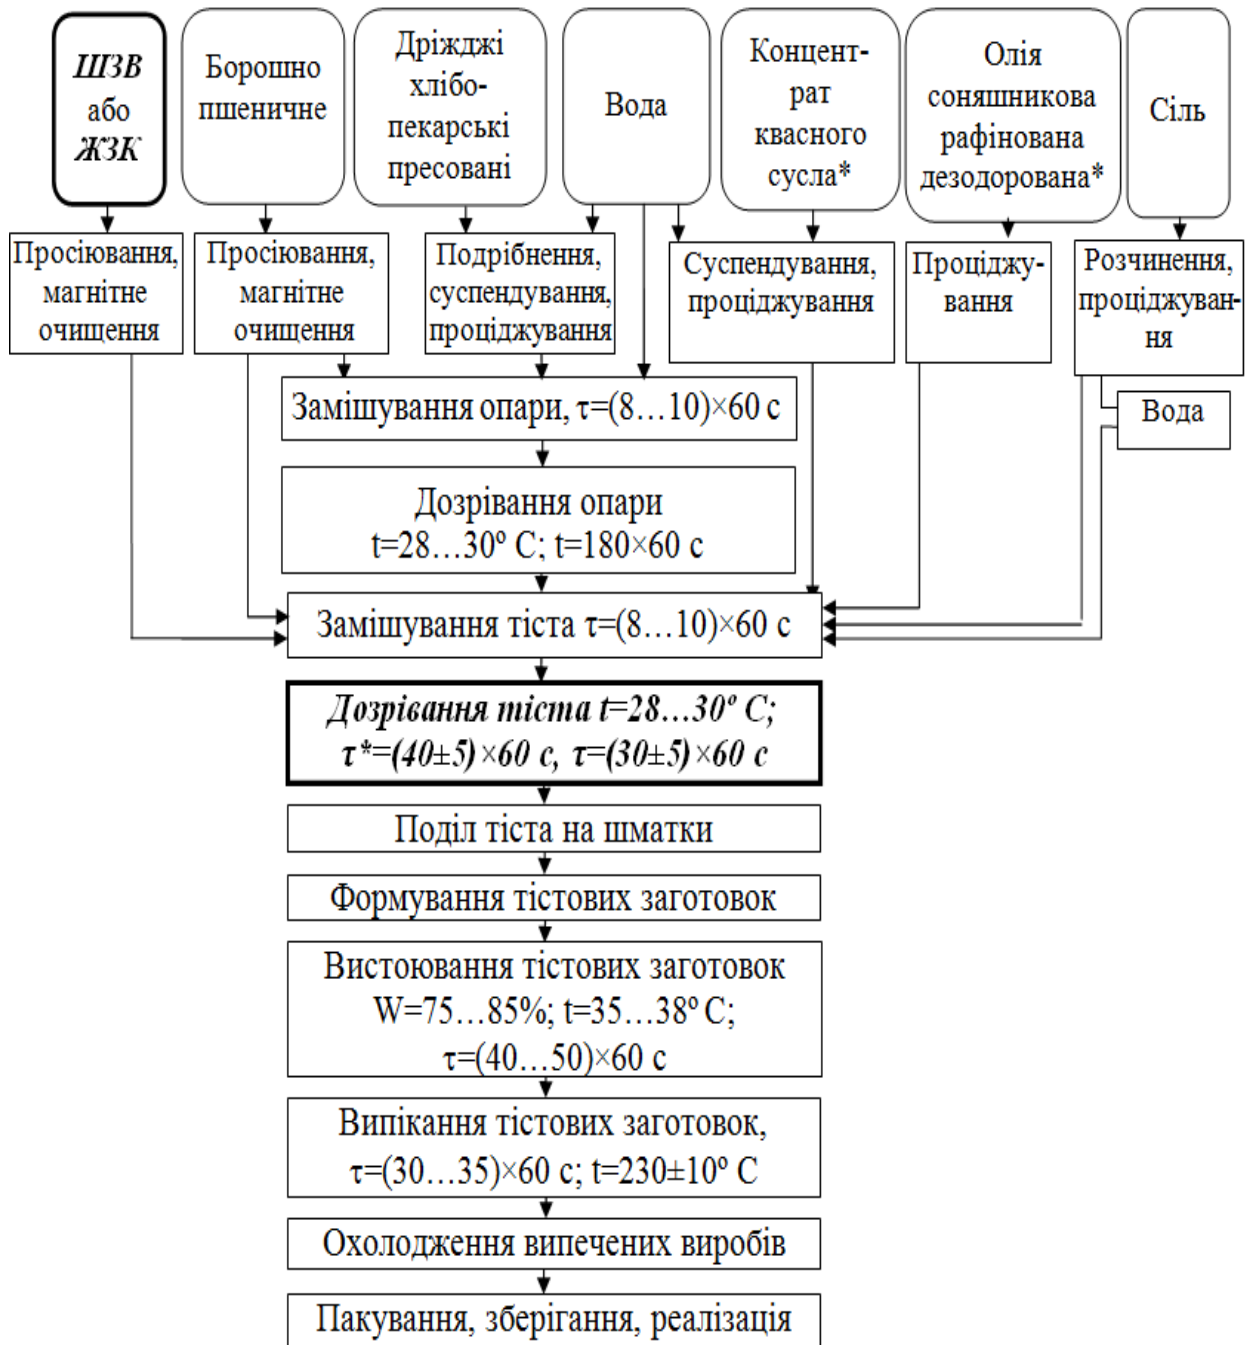 ШЗВ
або
ЖЗК
Борошно
пшеничне
Дріжджі
хлібо-
пекарські
пресовані
Вода
Концент-
рат
квасного
сусла*
Олія
соняшникова
рафінована
дезодорована*
Сіль
Просіювання,
магнітне
очищення
Просіювання,
магнітне
очищення
Подрібнення,
суспендування,
проціджування
Суспендування,
проціджування
Проціджу-
вання
Розчинення,
проціджуван-
ня
Вода
Замішування опари, τ=(8…10)×60 с
Дозрівання опари
t=28…30º С; t=180×60 с
Замішування тіста τ=(8…10)×60 с
Дозрівання тіста t=28…30º С;
τ*=(40±5)×60 с, τ=(30±5)×60 с
Поділ тіста на шматки
Формування тістових заготовок
Вистоювання тістових заготовок
W=75…85%; t=35…38º С;
τ=(40…50)×60 с
Випікання тістових заготовок,
τ=(30…35)×60 с; t=230±10º С
Охолодження випечених виробів
Пакування, зберігання, реалізація